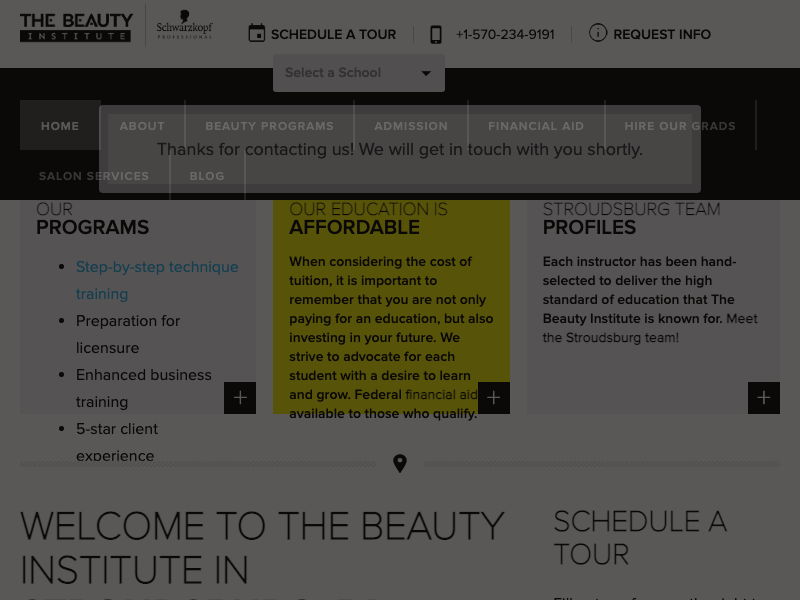 THE BEAUTY
INSTITUTE
Schwarzkopf
PROFESSIONAL
SCHEDULE A TOUR
+1-570-234-9191
REQUEST INFO
Select a School
HOME
ABOUT
BEAUTY PROGRAMS
ADMISSION
FINANCIAL AID
HIRE OUR GRADS
Thanks for contacting us! We will get in touch with you shortly.
SALON SERVICES
BLOG
OUR
PROGRAMS
Step-by-step technique
training
Preparation for
licensure
Enhanced business
training
5-star client
experience
OUR EDUCATION IS
AFFORDABLE
When considering the cost of
tuition, it is important to
remember that you are not only
paying for an education, but also
investing in your future. We
strive to advocate for each
student with a desire to learn
and grow. Federal financial aid
available to those who qualify.
STROUDSBURG TEAM
PROFILES
Each instructor has been hand-
selected to deliver the high
standard of education that The
Beauty Institute is known for. Meet
the Stroudsburg team!
WELCOME TO THE BEAUTY
INSTITUTE IN
SCHEDULE A
TOUR